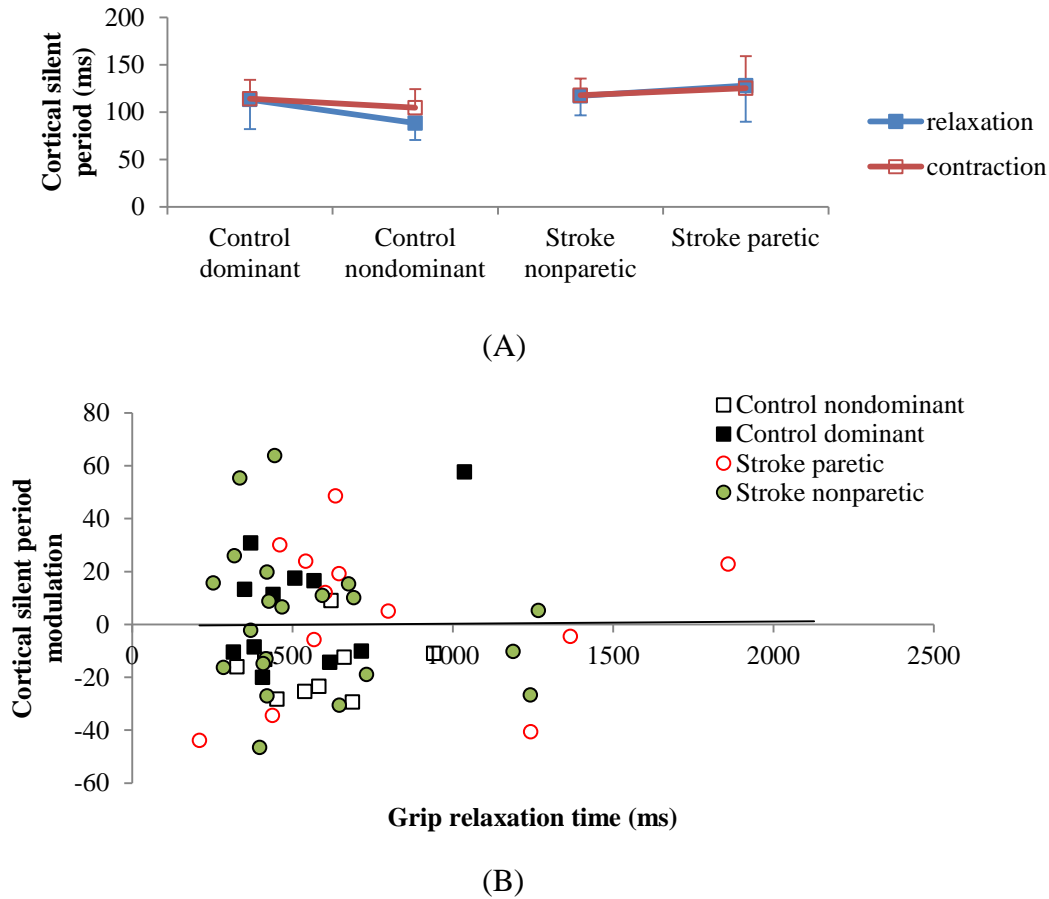 200
150
100
50
0
Cortical silent
period (ms)
Control
dominant
Control
nondominant
Stroke
nonparetic
Stroke paretic
relaxation
contraction
(A)
80
60
40
20
0
-20
-40
-60
Cortical silent period
modulation
0
500
1000
1500
2000
2500
Control nondominant
Control dominant
Stroke paretic
Stroke nonparetic
Grip relaxation time (ms)
(B)